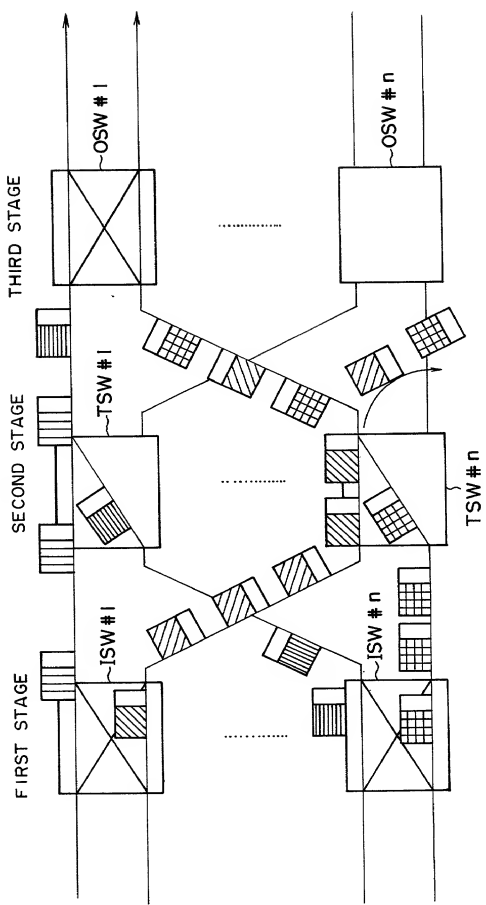 FIRST STAGE
SECOND STAGE
THIRD STAGE
ISW#1
TSW#1
OSW#1
ISW#n
TSW#n
OSW#n